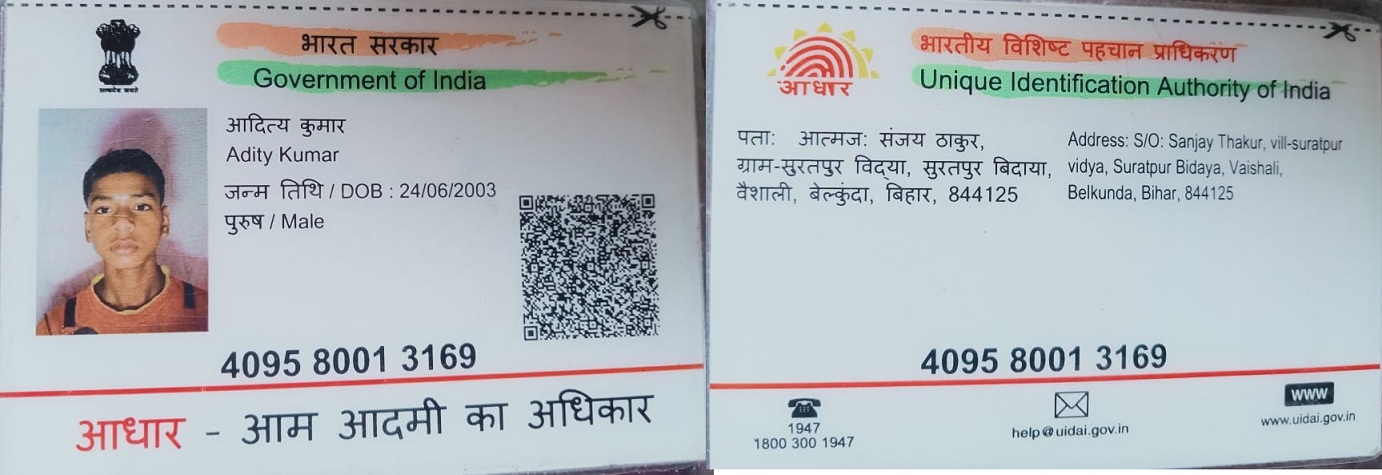 भारत सरकार
Government of India
सत्यमेव जयते
आदित्य कुमार
Adity Kumar
जन्म तिथि / DOB : 24/06/2003
पुरुष / Male
4095 8001 3169
आधार - आम आदमी का अधिकार
भारतीय विशिष्ट पहचान प्राधिकरण
Unique Identification Authority of India
आधार
पता: आत्मज: संजय ठाकुर,
ग्राम-सुरतपुर विद्या, सुरतपुर बिदाया,
वैशाली, बेल्कुंदा, बिहार, 844125
Address: S/O: Sanjay Thakur, vill-suratpur
vidya, Suratpur Bidaya, Vaishali,
Belkunda, Bihar, 844125
4095 8001 3169
1947
1800 300 1947
help@uidai.gov.in
www
www.uidai.gov.in